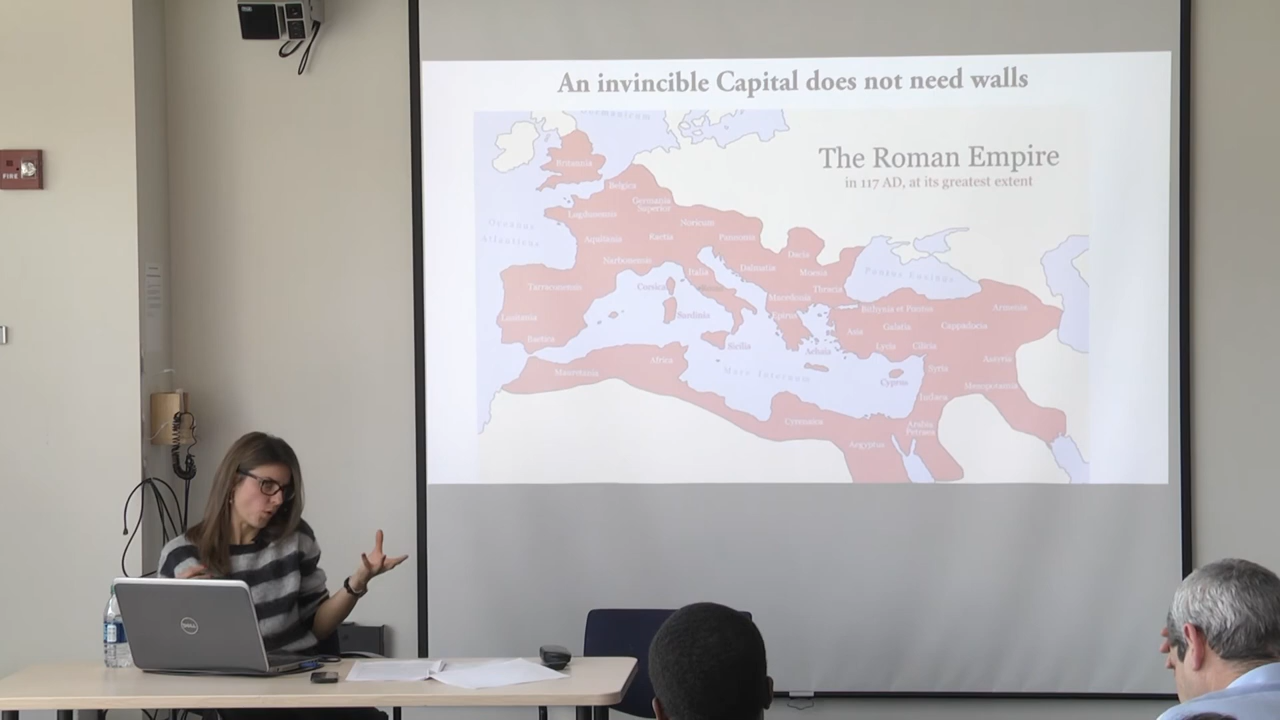 An invincible Capital does not need walls
The Roman Empire
in 117 AD, at its greatest extent
Germanicum
Britannia
Belgica
Germania
Superior
Lugdunensis
Noricum
Oceanus
Atlanticus
Aquitania
Raetia
Pannonia
Dacia
Narbonensis
Italia
Dalmatia
Moesia
Pontus Euxinus
Tarraconensis
Corsica
Thracia
Macedonia
Lusitania
Sardinia
Epirus
Bithynia et Pontus
Armenia
Asia
Galatia
Cappadocia
Baetica
Sicilia
Achaia
Lycia
Cilicia
Mauretania
Africa
Mare Internum
Cyprus
Syria
Assyria
Mesopotamia
Iudaea
Cyrenaica
Arabia
Petraea
Aegyptus
FIRE
DELL